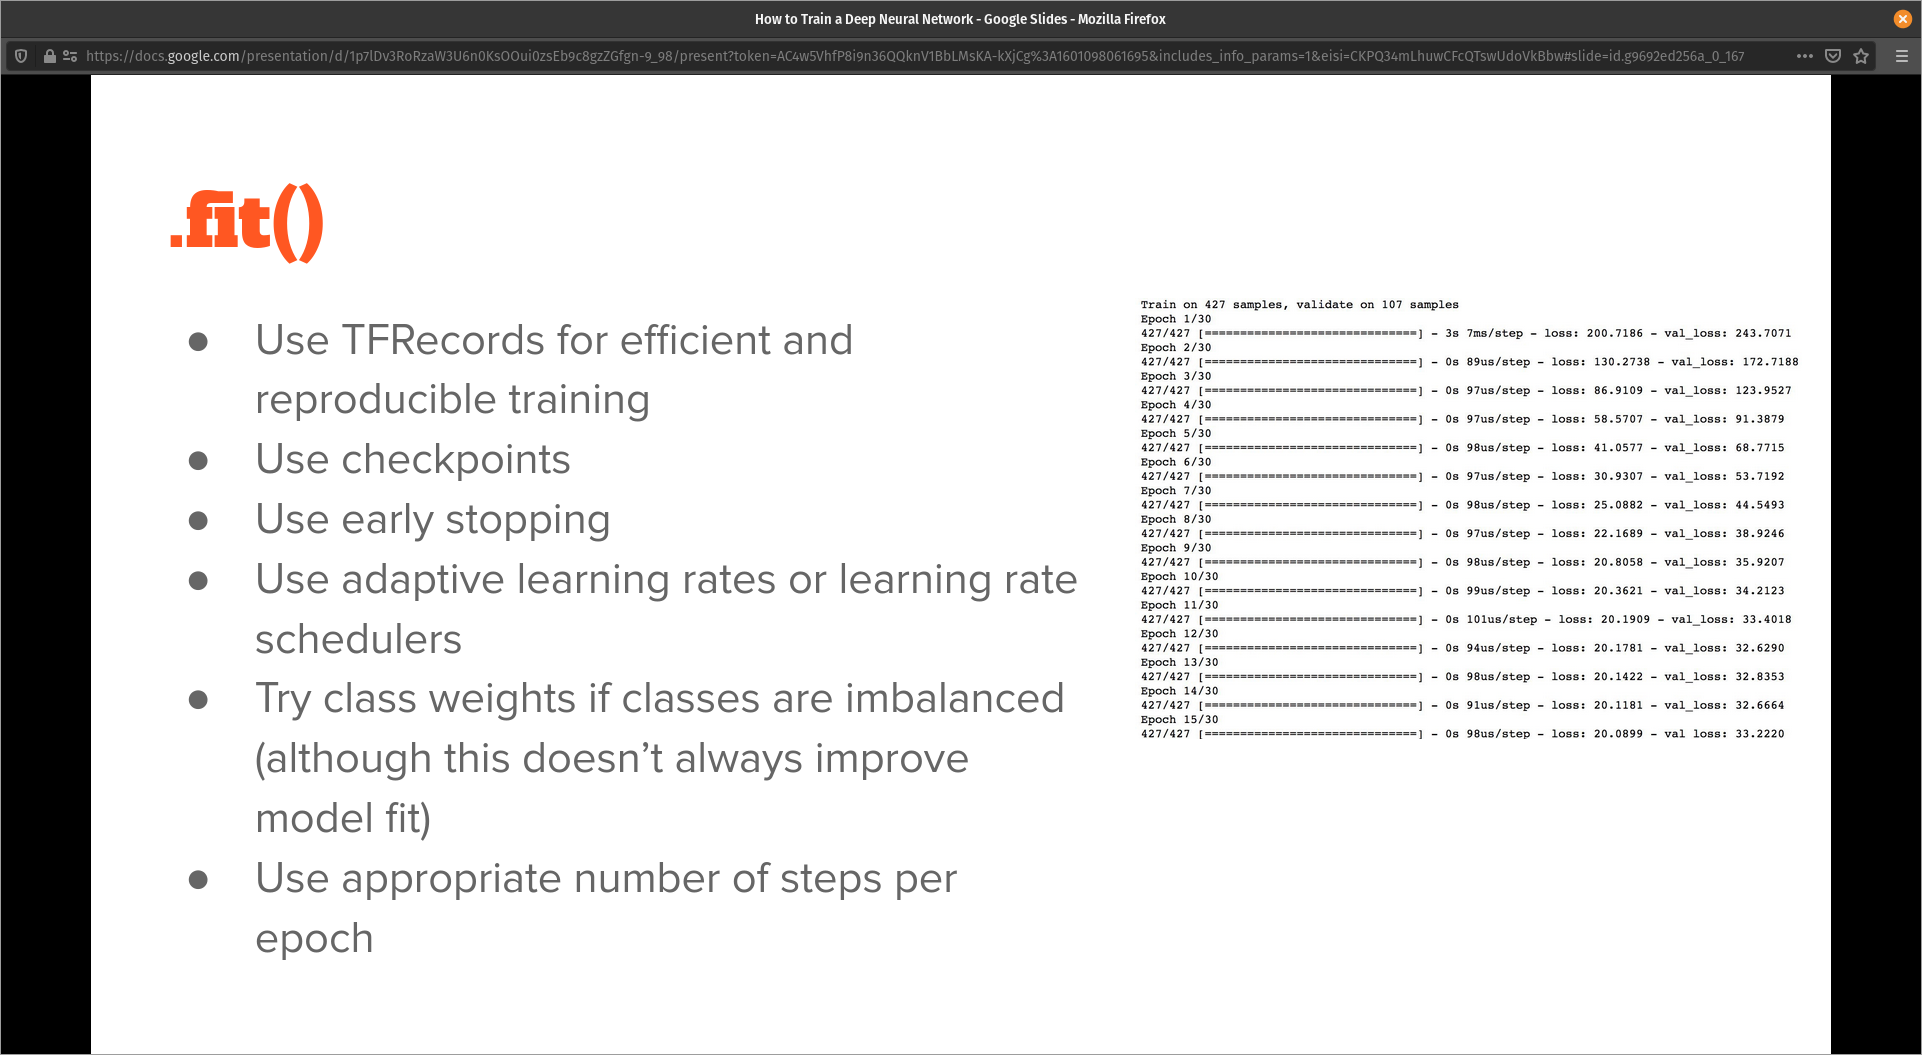 How to Train a Deep Neural Network - Google Slides - Mozilla Firefox
https://docs.google.com/presentation/d/1p7lDv3RoRzaW3U6n0KsOOui0zsEb9c8gzZGfgn-9_98/present?token=AC4w5VhfP8i9n36QQknV1BbLMsKA-kXjCg%3A1601098061695&includes_info_params=1&eisi=CKPQ34mLhuwCFcQTswUdoVkBbw#slide=id.g9692ed256a_0_167
.fit()
● Use TFRecords for efficient and
reproducible training
● Use checkpoints
● Use early stopping
● Use adaptive learning rates or learning rate
schedulers
● Try class weights if classes are imbalanced
(although this doesn’t always improve
model fit)
● Use appropriate number of steps per
epoch
Train on 427 samples, validate on 107 samples
Epoch 1/30
427/427 [==============================] - 3s 7ms/step - loss: 200.7186 - val_loss: 243.7071
Epoch 2/30
427/427 [==============================] - 0s 89us/step - loss: 130.2738 - val_loss: 172.7188
Epoch 3/30
427/427 [==============================] - 0s 97us/step - loss: 86.9109 - val_loss: 123.9527
Epoch 4/30
427/427 [==============================] - 0s 97us/step - loss: 58.5707 - val_loss: 91.3879
Epoch 5/30
427/427 [==============================] - 0s 98us/step - loss: 41.0577 - val_loss: 68.7715
Epoch 6/30
427/427 [==============================] - 0s 97us/step - loss: 30.9307 - val_loss: 53.7192
Epoch 7/30
427/427 [==============================] - 0s 98us/step - loss: 25.0882 - val_loss: 44.5493
Epoch 8/30
427/427 [==============================] - 0s 97us/step - loss: 22.1689 - val_loss: 38.9246
Epoch 9/30
427/427 [==============================] - 0s 98us/step - loss: 20.8058 - val_loss: 35.9207
Epoch 10/30
427/427 [==============================] - 0s 99us/step - loss: 20.3621 - val_loss: 34.2123
Epoch 11/30
427/427 [==============================] - 0s 101us/step - loss: 20.1909 - val_loss: 33.4018
Epoch 12/30
427/427 [==============================] - 0s 94us/step - loss: 20.1781 - val_loss: 32.6290
Epoch 13/30
427/427 [==============================] - 0s 98us/step - loss: 20.1422 - val_loss: 32.8353
Epoch 14/30
427/427 [==============================] - 0s 91us/step - loss: 20.1181 - val_loss: 32.6664
Epoch 15/30
427/427 [==============================] - 0s 98us/step - loss: 20.0899 - val loss: 33.2220